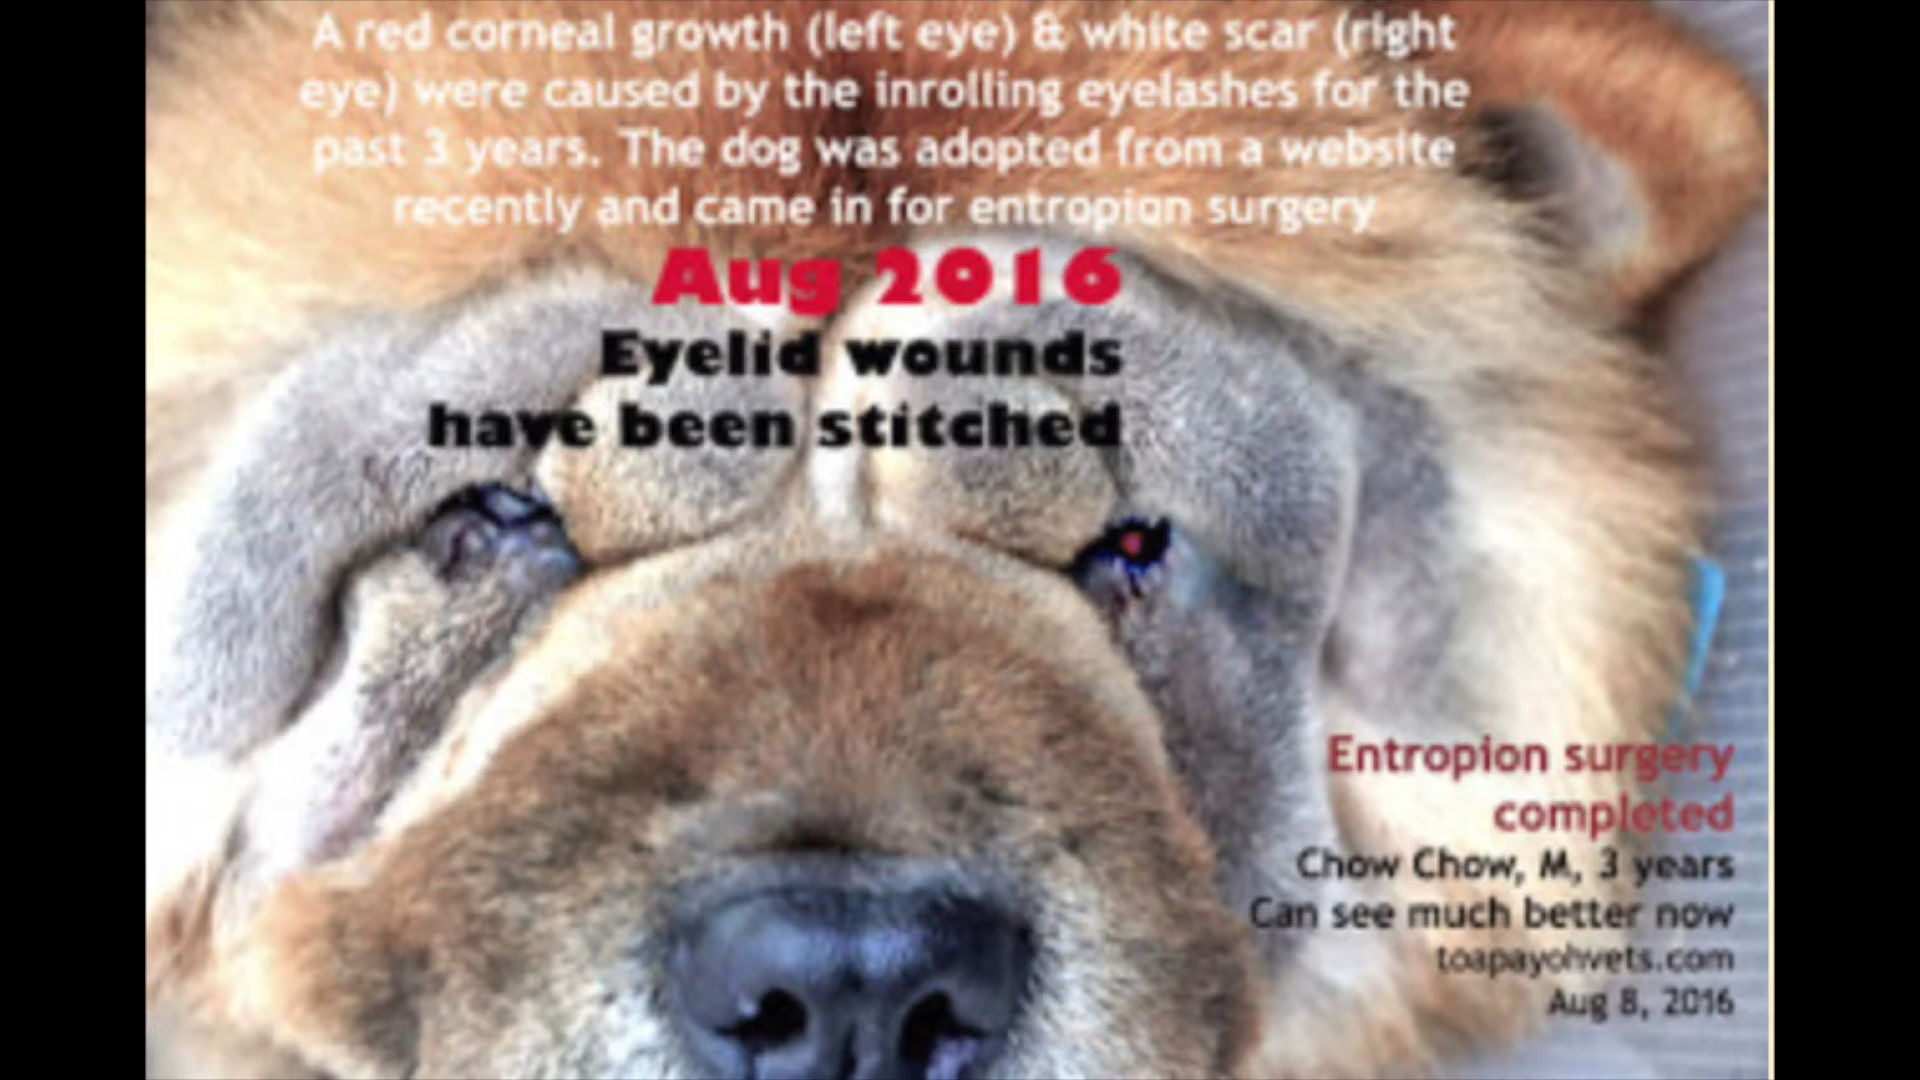 A red corneal growth (left eye) & white scar (right
eye) were caused by the inrolling eyelashes for the
past 3 years. The dog was adopted from a website
recently and came in for entropion surgery
Aug 2016
Eyelid wounds
have been stitched
Entropion surgery
completed
Chow Chow, M, 3 years
Can see much better now
toapayohvets.com
Aug 8, 2016